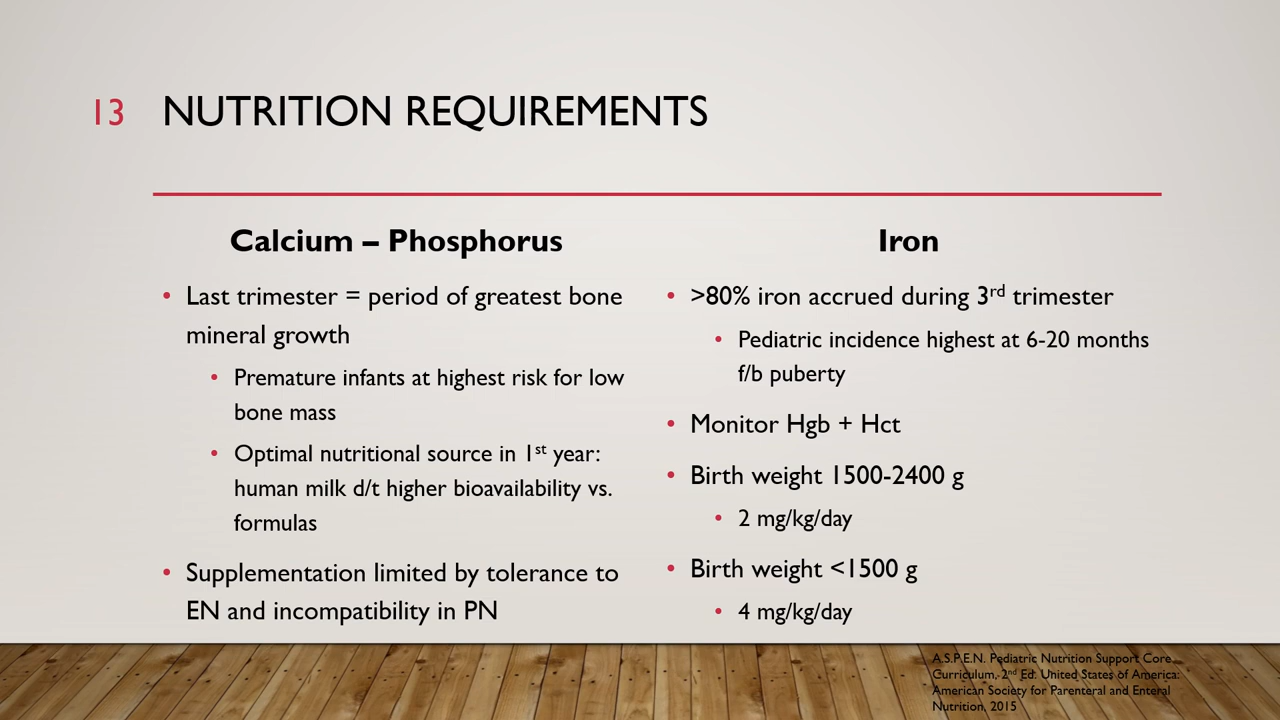 13 NUTRITION REQUIREMENTS
Calcium – Phosphorus
• Last trimester = period of greatest bone
mineral growth
• Premature infants at highest risk for low
bone mass
• Optimal nutritional source in 1st year:
human milk d/t higher bioavailability vs.
formulas
• Supplementation limited by tolerance to
EN and incompatibility in PN
Iron
• >80% iron accrued during 3rd trimester
• Pediatric incidence highest at 6-20 months
f/b puberty
• Monitor Hgb + Hct
• Birth weight 1500-2400 g
• 2 mg/kg/day
• Birth weight <1500 g
• 4 mg/kg/day
A.S.P.E.N. Pediatric Nutrition Support Core
Curriculum, 2nd Ed. United States of America:
American Society for Parenteral and Enteral
Nutrition, 2015